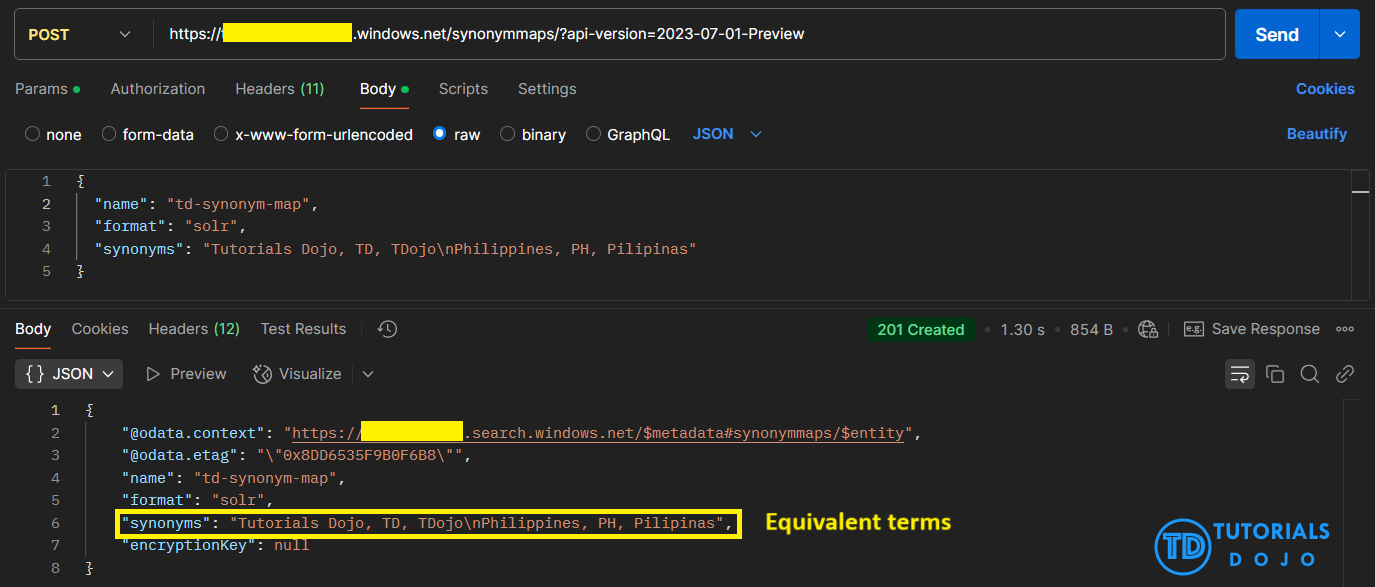 POST https:// .windows.net/synonymmaps/?api-version=2023-07-01-Preview Send
Params Authorization Headers (11) Body Scripts Settings Cookies
none form-data x-www-form-urlencoded raw binary GraphQL JSON Beautify
1 {
2 "name": "td-synonym-map",
3 "format": "solr",
4 "synonyms": "Tutorials Dojo, TD, TDojo\nPhilippines, PH, Pilipinas"
5 }
Body Cookies Headers (12) Test Results 201 Created • 1.30 s • 854 B • e.g. Save Response
{} JSON Preview Visualize
1 {
2 "@odata.context": "https:// .search.windows.net/$metadata#synonymmaps/$entity",
3 "@odata.etag": "\"0x8DD6535F9B0F6B8\"",
4 "name": "td-synonym-map",
5 "format": "solr",
6 "synonyms": "Tutorials Dojo, TD, TDojo\nPhilippines, PH, Pilipinas", Equivalent terms
7 "encryptionKey": null
8 }
TD TUTORIALS
DOJO